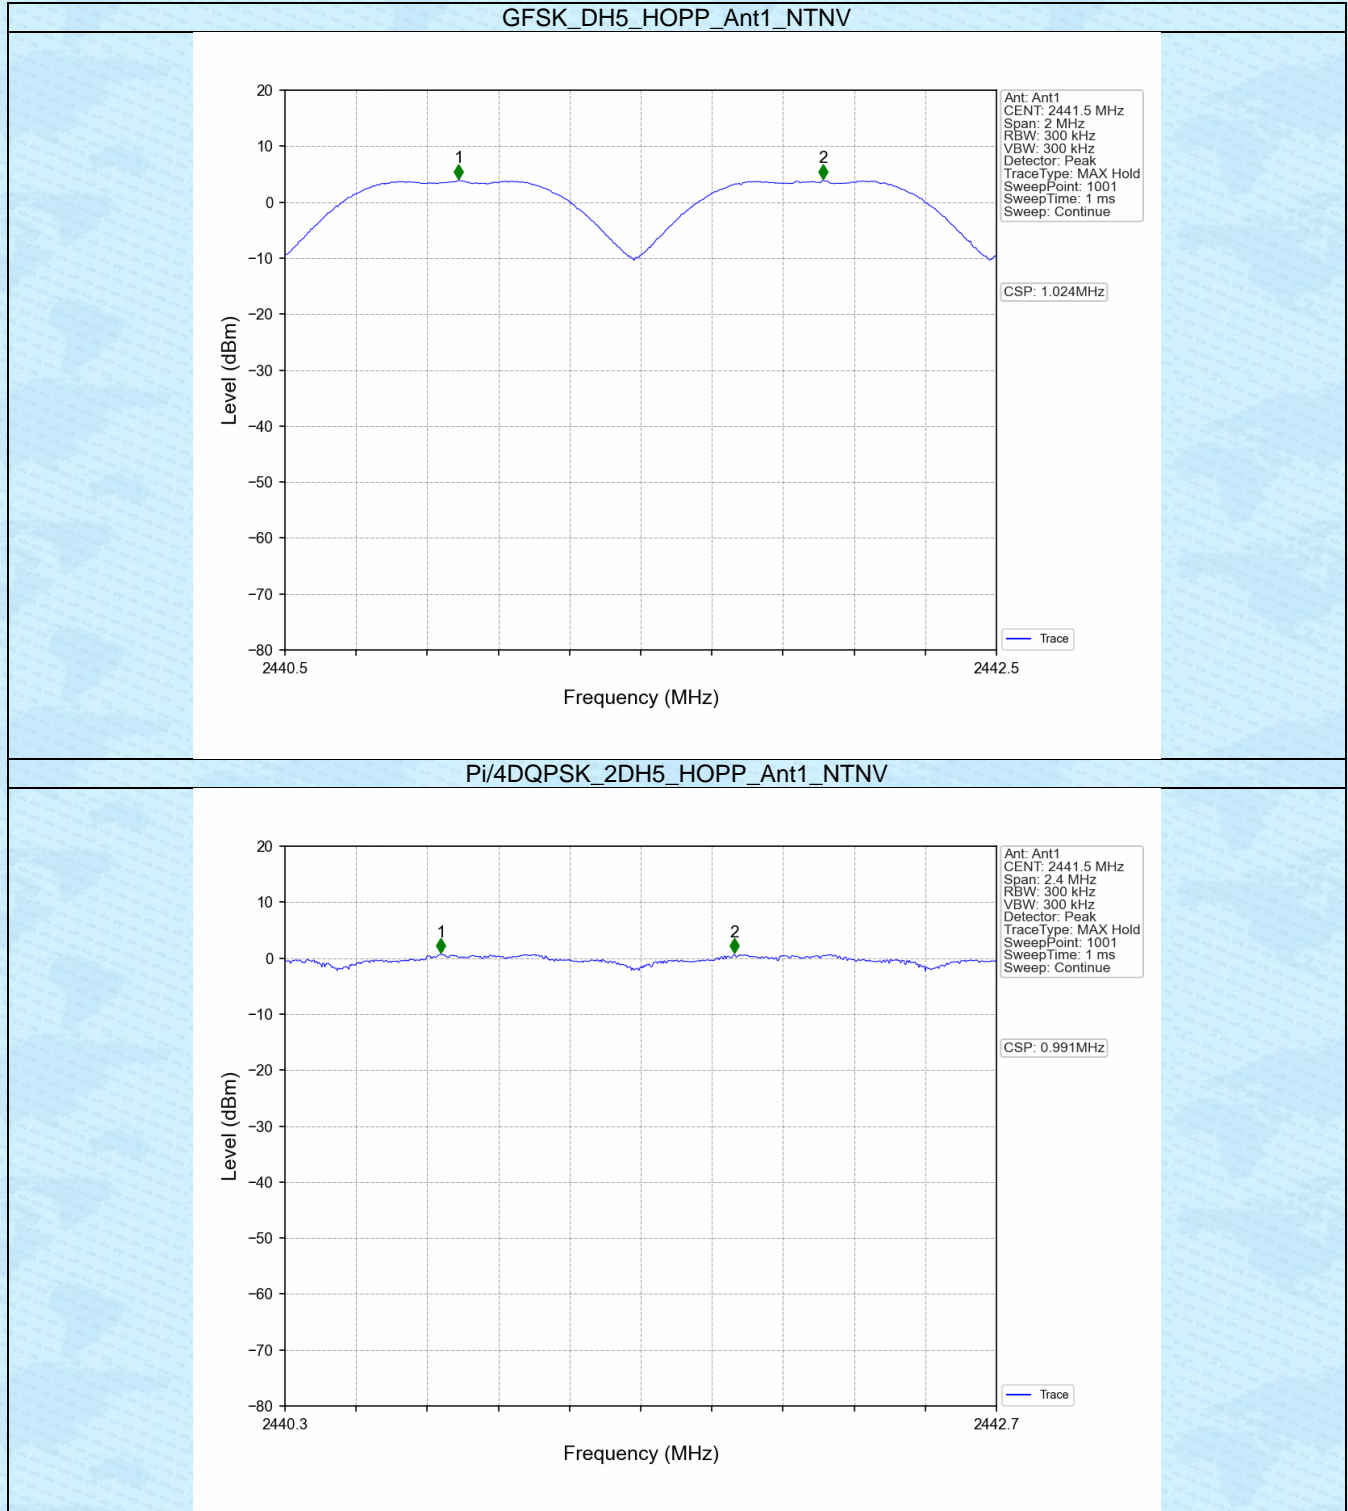 GFSK_DH5_HOPP_Ant1_NTNV
20
10
0
−10
−20
−30
−40
−50
−60
−70
−80
Level (dBm)
1
2
2440.5
2442.5
Frequency (MHz)
Ant: Ant1
CENT: 2441.5 MHz
Span: 2 MHz
RBW: 300 kHz
VBW: 300 kHz
Detector: Peak
TraceType: MAX Hold
SweepPoint: 1001
SweepTime: 1 ms
Sweep: Continue
CSP: 1.024MHz
Trace
Pi/4DQPSK_2DH5_HOPP_Ant1_NTNV
20
10
0
−10
−20
−30
−40
−50
−60
−70
−80
Level (dBm)
1
2
2440.3
2442.7
Frequency (MHz)
Ant: Ant1
CENT: 2441.5 MHz
Span: 2.4 MHz
RBW: 300 kHz
VBW: 300 kHz
Detector: Peak
TraceType: MAX Hold
SweepPoint: 1001
SweepTime: 1 ms
Sweep: Continue
CSP: 0.991MHz
Trace